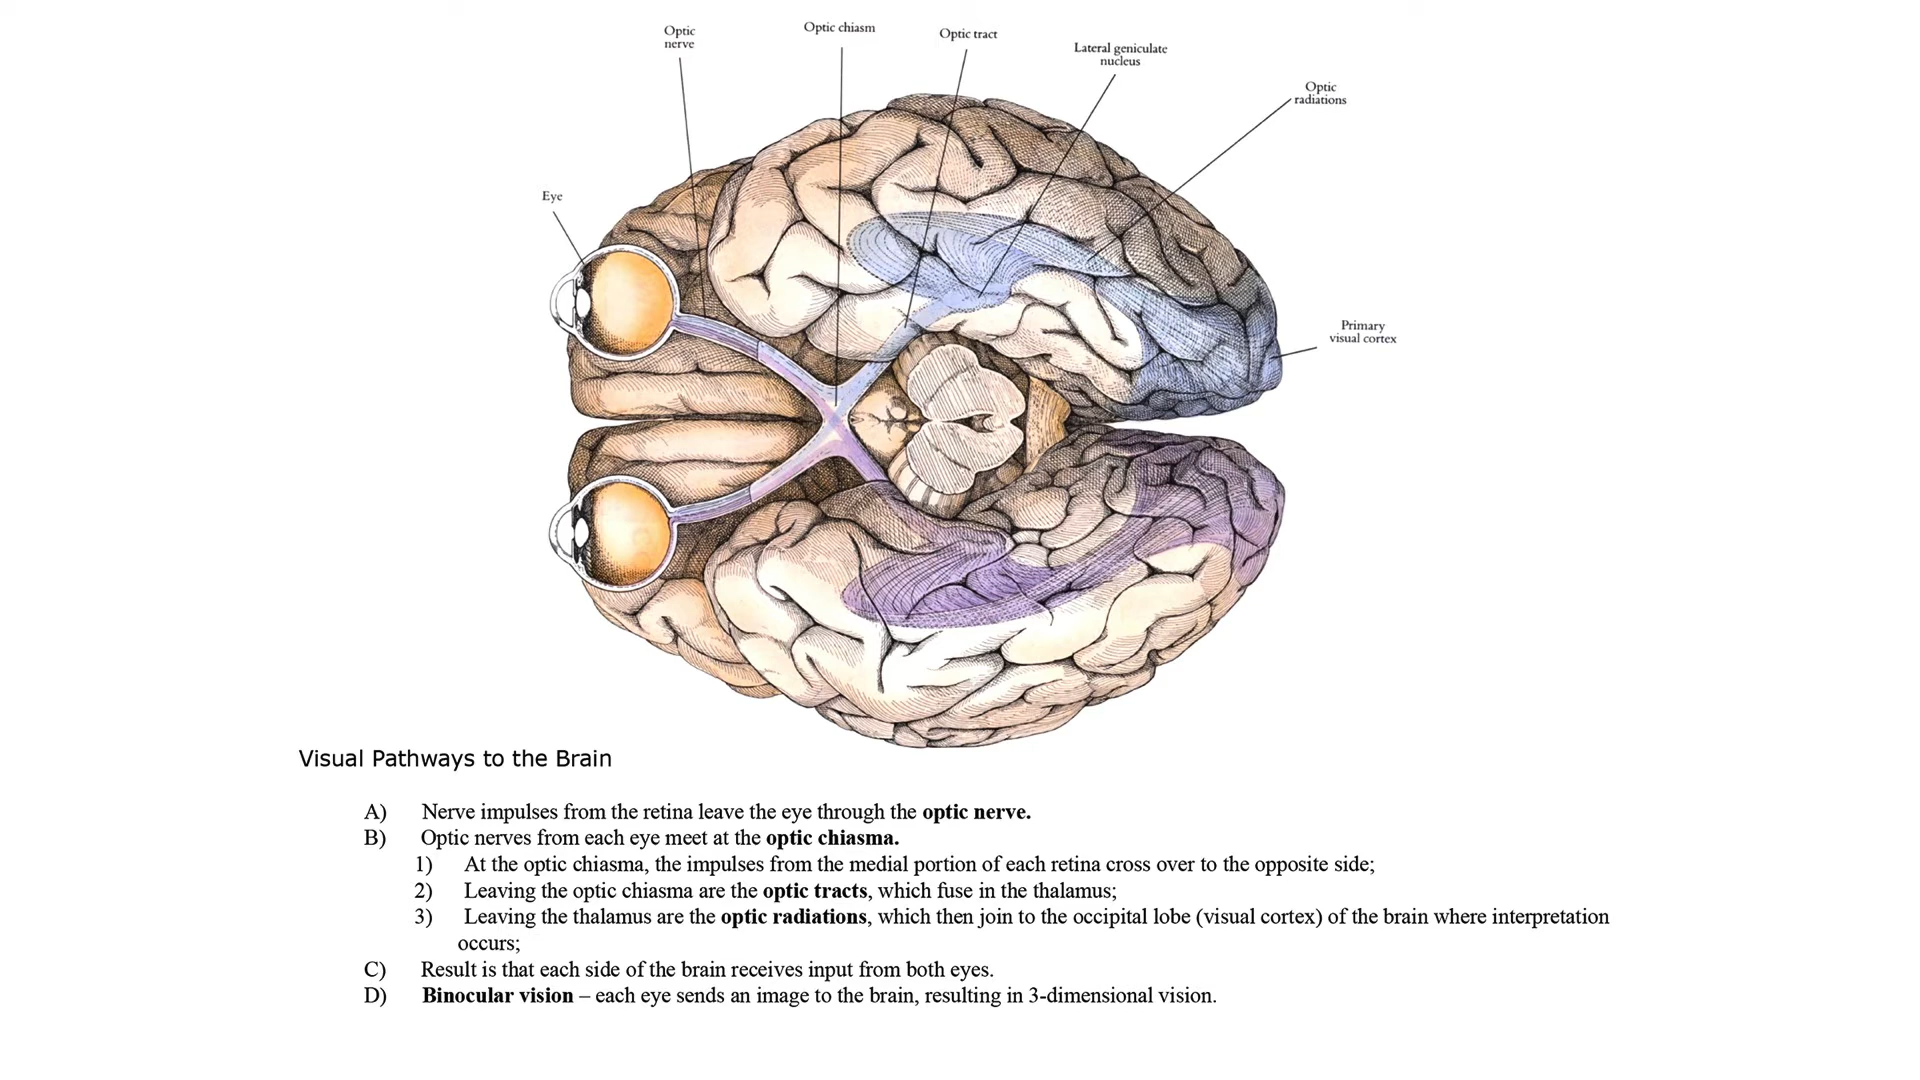 Optic
nerve
Optic chiasm
Optic tract
Lateral geniculate
nucleus
Optic
radiations
Eye
Primary
visual cortex
Visual Pathways to the Brain
A) Nerve impulses from the retina leave the eye through the optic nerve.
B) Optic nerves from each eye meet at the optic chiasma.
1) At the optic chiasma, the impulses from the medial portion of each retina cross over to the opposite side;
2) Leaving the optic chiasma are the optic tracts, which fuse in the thalamus;
3) Leaving the thalamus are the optic radiations, which then join to the occipital lobe (visual cortex) of the brain where interpretation
occurs;
C) Result is that each side of the brain receives input from both eyes.
D) Binocular vision – each eye sends an image to the brain, resulting in 3-dimensional vision.